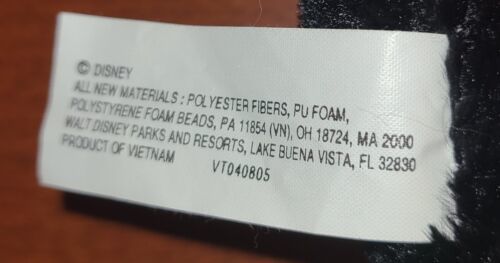 © DISNEY
ALL NEW MATERIALS : POLYESTER FIBERS, PU FOAM,
POLYSTYRENE FOAM BEADS, PA 11854 (VN), OH 18724, MA 2000
WALT DISNEY PARKS AND RESORTS, LAKE BUENA VISTA, FL 32830
PRODUCT OF VIETNAM VT040805